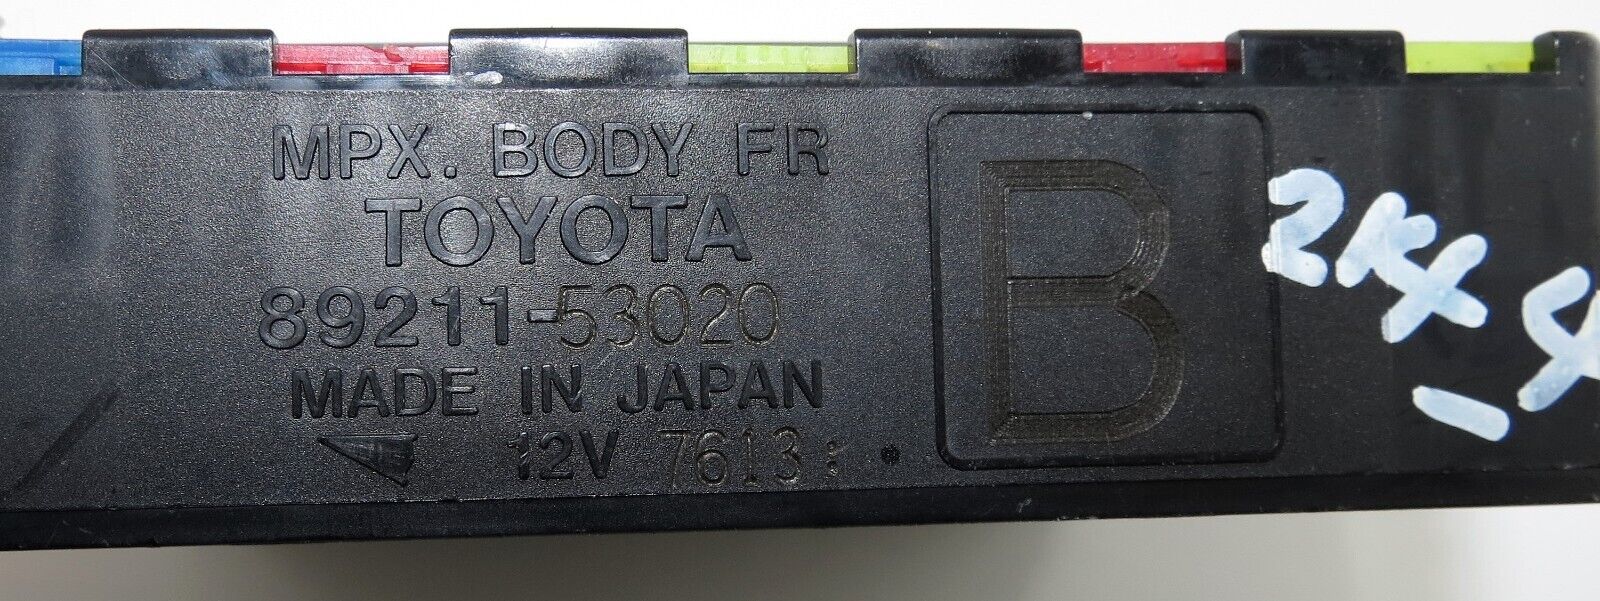 MPX. BODY FR
TOYOTA
89211-53020
MADE IN JAPAN
12V 7613
B